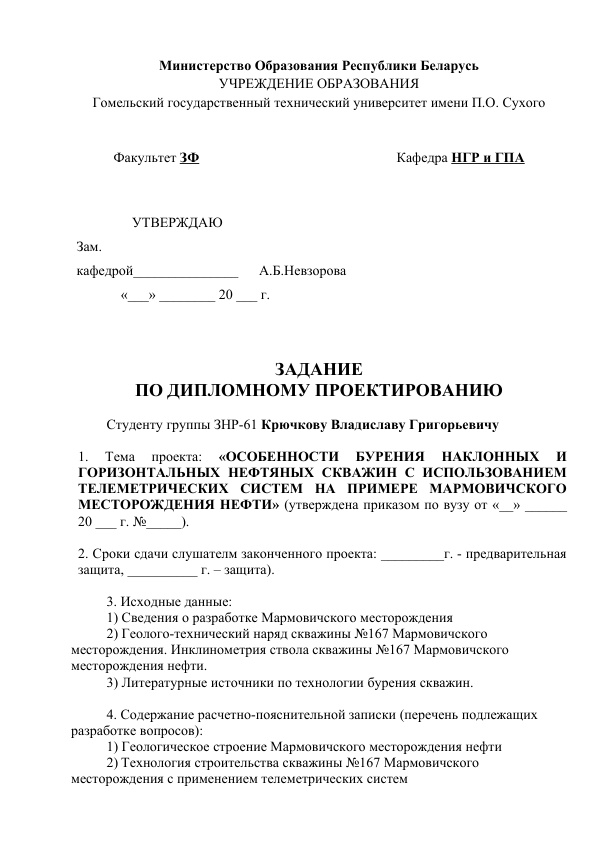 Министерство Образования Республики Беларусь
УЧРЕЖДЕНИЕ ОБРАЗОВАНИЯ
Гомельский государственный технический университет имени П.О. Сухого
Факультет ЗФ Кафедра НГР и ГПА
УТВЕРЖДАЮ
Зам.
кафедрой_______________ А.Б.Невзорова
«___» ________ 20 ___ г.
ЗАДАНИЕ
ПО ДИПЛОМНОМУ ПРОЕКТИРОВАНИЮ
Студенту группы ЗНР-61 Крючкову Владиславу Григорьевичу
1. Тема проекта: «ОСОБЕННОСТИ БУРЕНИЯ НАКЛОННЫХ И
ГОРИЗОНТАЛЬНЫХ НЕФТЯНЫХ СКВАЖИН С ИСПОЛЬЗОВАНИЕМ
ТЕЛЕМЕТРИЧЕСКИХ СИСТЕМ НА ПРИМЕРЕ МАРМОВИЧСКОГО
МЕСТОРОЖДЕНИЯ НЕФТИ» (утверждена приказом по вузу от «__» ______
20 ___ г. №_____).
2. Сроки сдачи слушателм законченного проекта: _________г. - предварительная
защита, __________ г. – защита).
3. Исходные данные:
1) Сведения о разработке Мармовичского месторождения
2) Геолого-технический наряд скважины №167 Мармовичского
месторождения. Инклинометрия ствола скважины №167 Мармовичского
месторождения нефти.
3) Литературные источники по технологии бурения скважин.
4. Содержание расчетно-пояснительной записки (перечень подлежащих
разработке вопросов):
1) Геологическое строение Мармовичского месторождения нефти
2) Технология строительства скважины №167 Мармовичского
месторождения с применением телеметрических систем